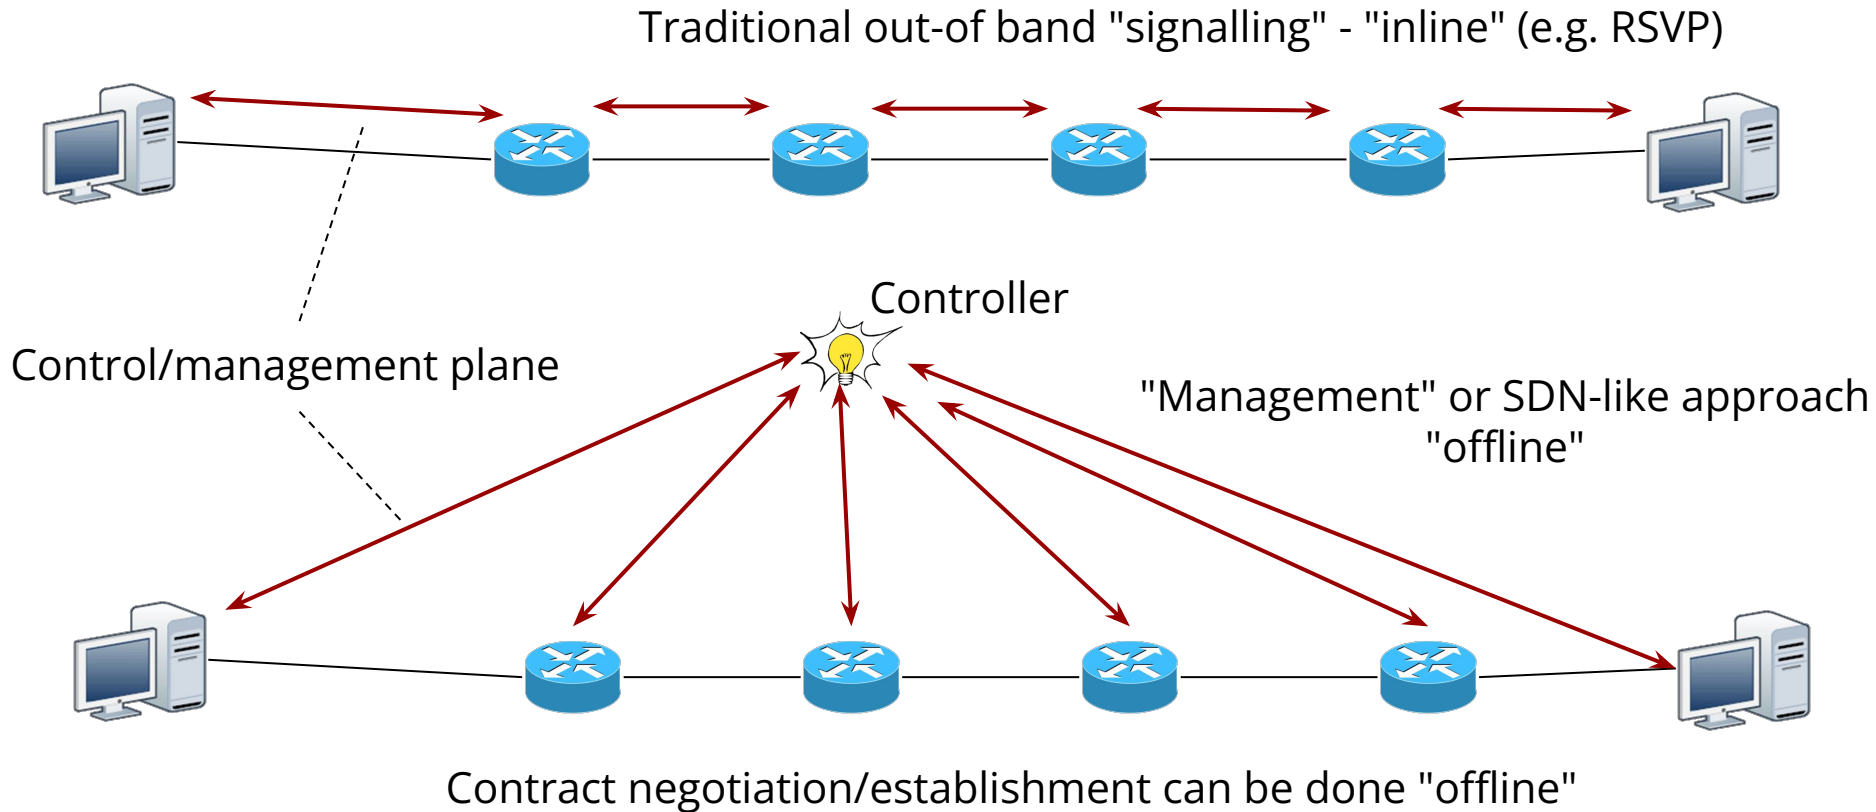 Traditional out-of band "signalling" - "inline" (e.g. RSVP)
Controller
Control/management plane
"Management" or SDN-like approach
"offline"
Contract negotiation/establishment can be done "offline"